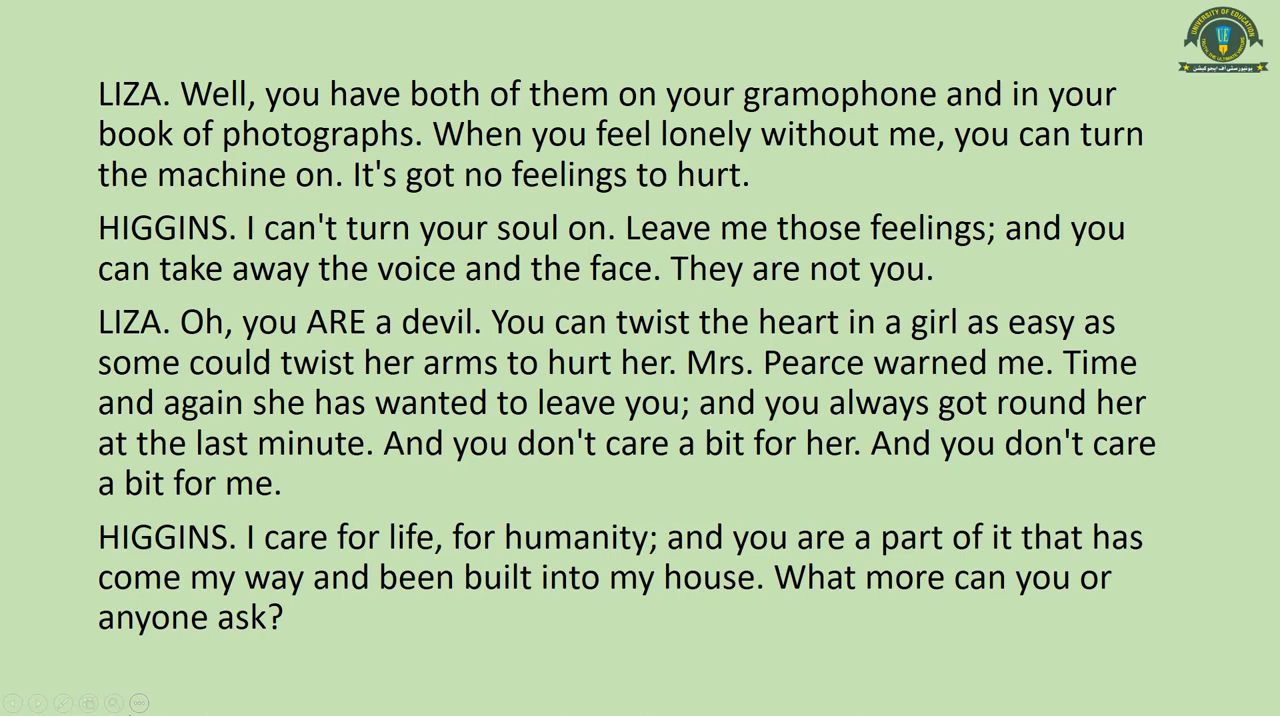 UNIVERSITY OF EDUCATION
UE
یونیورسٹی آف ایجوکیشن
LIZA. Well, you have both of them on your gramophone and in your
book of photographs. When you feel lonely without me, you can turn
the machine on. It's got no feelings to hurt.
HIGGINS. I can't turn your soul on. Leave me those feelings; and you
can take away the voice and the face. They are not you.
LIZA. Oh, you ARE a devil. You can twist the heart in a girl as easy as
some could twist her arms to hurt her. Mrs. Pearce warned me. Time
and again she has wanted to leave you; and you always got round her
at the last minute. And you don't care a bit for her. And you don't care
a bit for me.
HIGGINS. I care for life, for humanity; and you are a part of it that has
come my way and been built into my house. What more can you or
anyone ask?